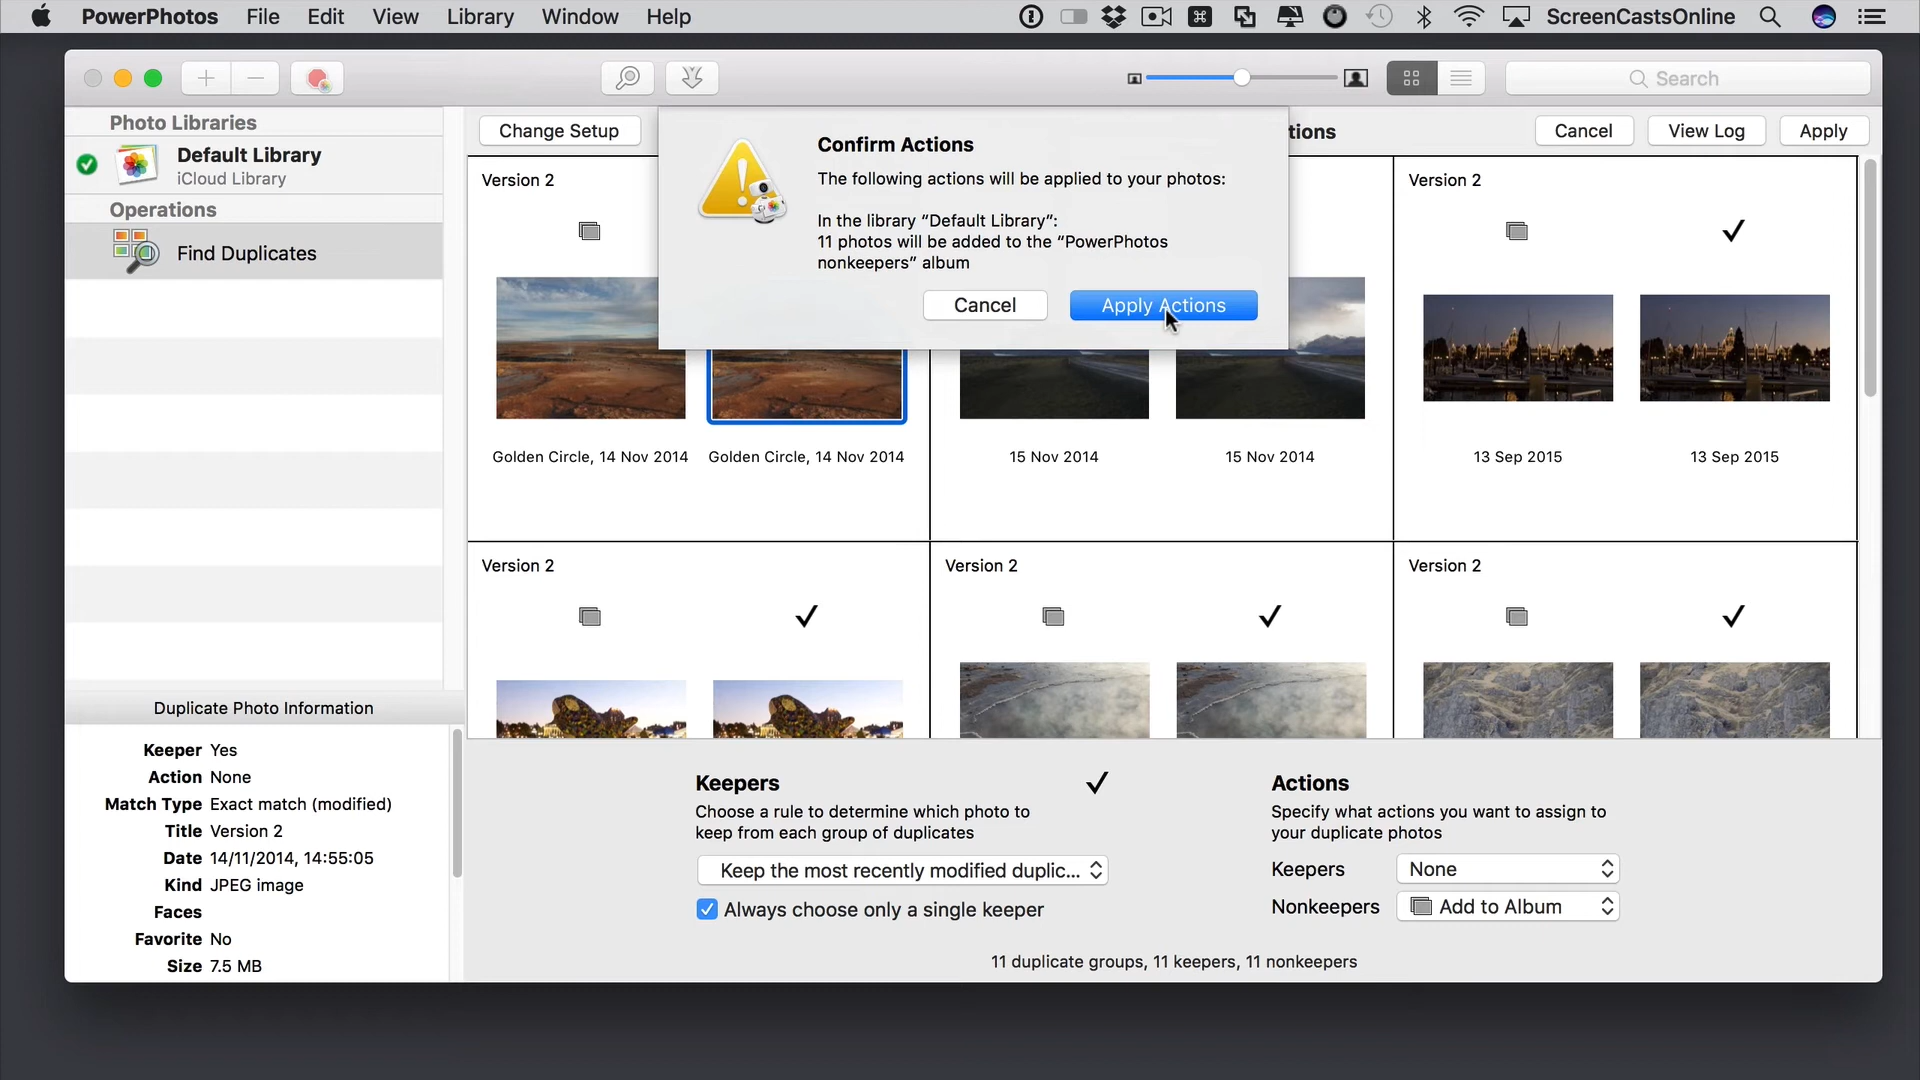 PowerPhotos File Edit View Library Window Help
ScreenCastsOnline
Search
Photo Libraries
Default Library
iCloud Library
Operations
Find Duplicates
Change Setup
tions
Cancel View Log Apply
Confirm Actions
The following actions will be applied to your photos:
In the library “Default Library”:
11 photos will be added to the “PowerPhotos
nonkeepers” album
Cancel Apply Actions
Version 2
Version 2
Golden Circle, 14 Nov 2014 Golden Circle, 14 Nov 2014
15 Nov 2014 15 Nov 2014
13 Sep 2015 13 Sep 2015
Version 2
Version 2
Version 2
Duplicate Photo Information
Keeper Yes
Action None
Match Type Exact match (modified)
Title Version 2
Date 14/11/2014, 14:55:05
Kind JPEG image
Faces
Favorite No
Size 7.5 MB
Keepers
Choose a rule to determine which photo to
keep from each group of duplicates
Keep the most recently modified duplic...
Always choose only a single keeper
Actions
Specify what actions you want to assign to
your duplicate photos
Keepers None
Nonkeepers Add to Album
11 duplicate groups, 11 keepers, 11 nonkeepers